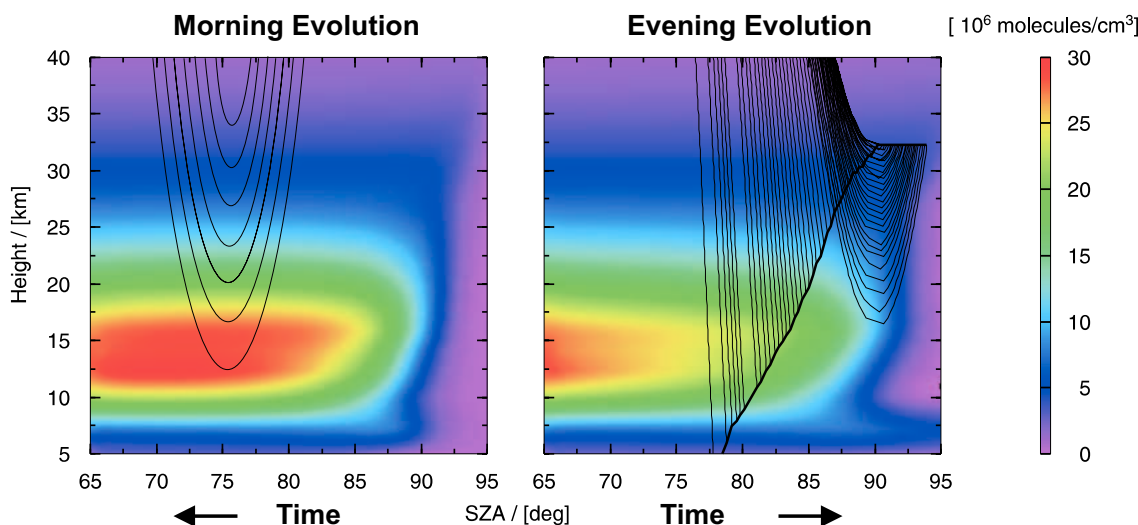 Morning Evolution
Evening Evolution
[ 10⁶ molecules/cm³]
40
35
30
25
20
15
10
5
Height / [km]
65 70 75 80 85 90 95
65 70 75 80 85 90 95
30
25
20
15
10
5
0
Time
SZA / [deg]
Time